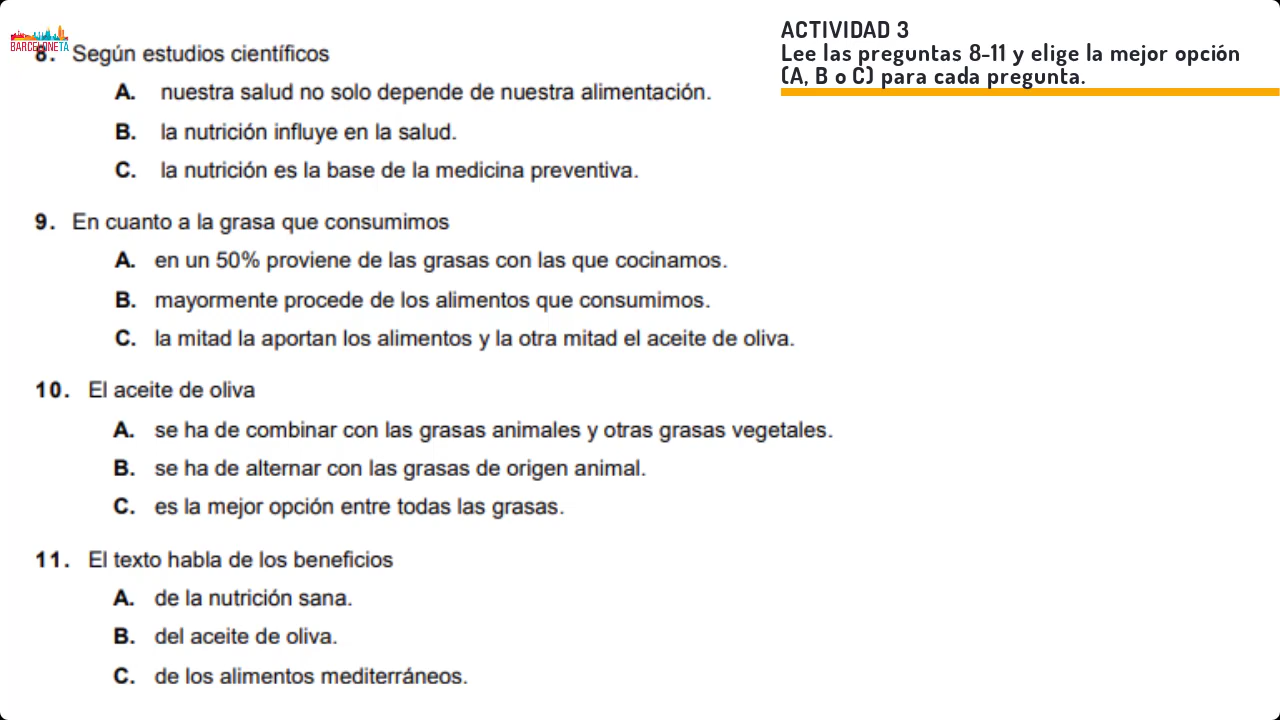 BARCELONETA
ACTIVIDAD 3
Lee las preguntas 8-11 y elige la mejor opción
(A, B o C) para cada pregunta.
8. Según estudios científicos
A. nuestra salud no solo depende de nuestra alimentación.
B. la nutrición influye en la salud.
C. la nutrición es la base de la medicina preventiva.
9. En cuanto a la grasa que consumimos
A. en un 50% proviene de las grasas con las que cocinamos.
B. mayormente procede de los alimentos que consumimos.
C. la mitad la aportan los alimentos y la otra mitad el aceite de oliva.
10. El aceite de oliva
A. se ha de combinar con las grasas animales y otras grasas vegetales.
B. se ha de alternar con las grasas de origen animal.
C. es la mejor opción entre todas las grasas.
11. El texto habla de los beneficios
A. de la nutrición sana.
B. del aceite de oliva.
C. de los alimentos mediterráneos.